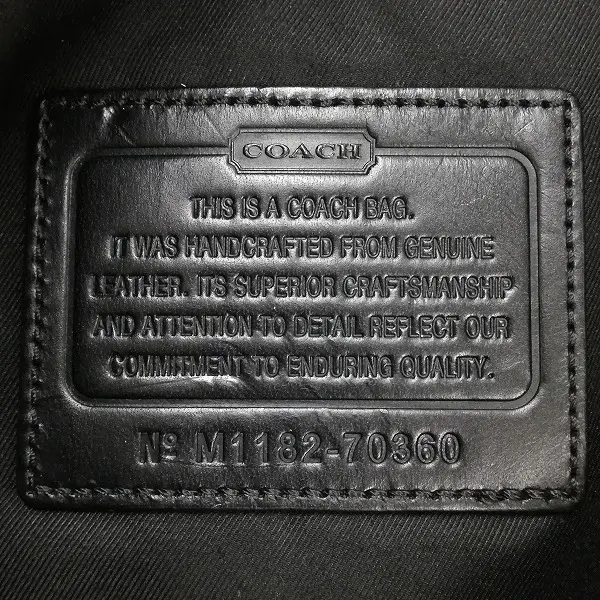 COACH
THIS IS A COACH BAG.
IT WAS HANDCRAFTED FROM GENUINE
LEATHER. ITS SUPERIOR CRAFTSMANSHIP
AND ATTENTION TO DETAIL REFLECT OUR
COMMITMENT TO ENDURING QUALITY.
Nº M1182-70360